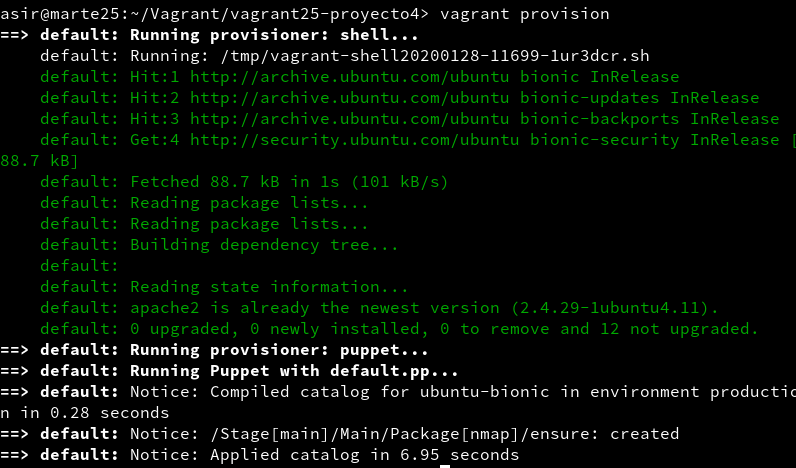 asir@marte25:~/Vagrant/vagrant25-proyecto4> vagrant provision
==> default: Running provisioner: shell...
    default: Running: /tmp/vagrant-shell20200128-11699-1ur3dcr.sh
    default: Hit:1 http://archive.ubuntu.com/ubuntu bionic InRelease
    default: Hit:2 http://archive.ubuntu.com/ubuntu bionic-updates InRelease
    default: Hit:3 http://archive.ubuntu.com/ubuntu bionic-backports InRelease
    default: Get:4 http://security.ubuntu.com/ubuntu bionic-security InRelease [
88.7 kB]
    default: Fetched 88.7 kB in 1s (101 kB/s)
    default: Reading package lists...
    default: Reading package lists...
    default: Building dependency tree...
    default:
    default: Reading state information...
    default: apache2 is already the newest version (2.4.29-1ubuntu4.11).
    default: 0 upgraded, 0 newly installed, 0 to remove and 12 not upgraded.
==> default: Running provisioner: puppet...
==> default: Running Puppet with default.pp...
==> default: Notice: Compiled catalog for ubuntu-bionic in environment productio
n in 0.28 seconds
==> default: Notice: /Stage[main]/Main/Package[nmap]/ensure: created
==> default: Notice: Applied catalog in 6.95 seconds